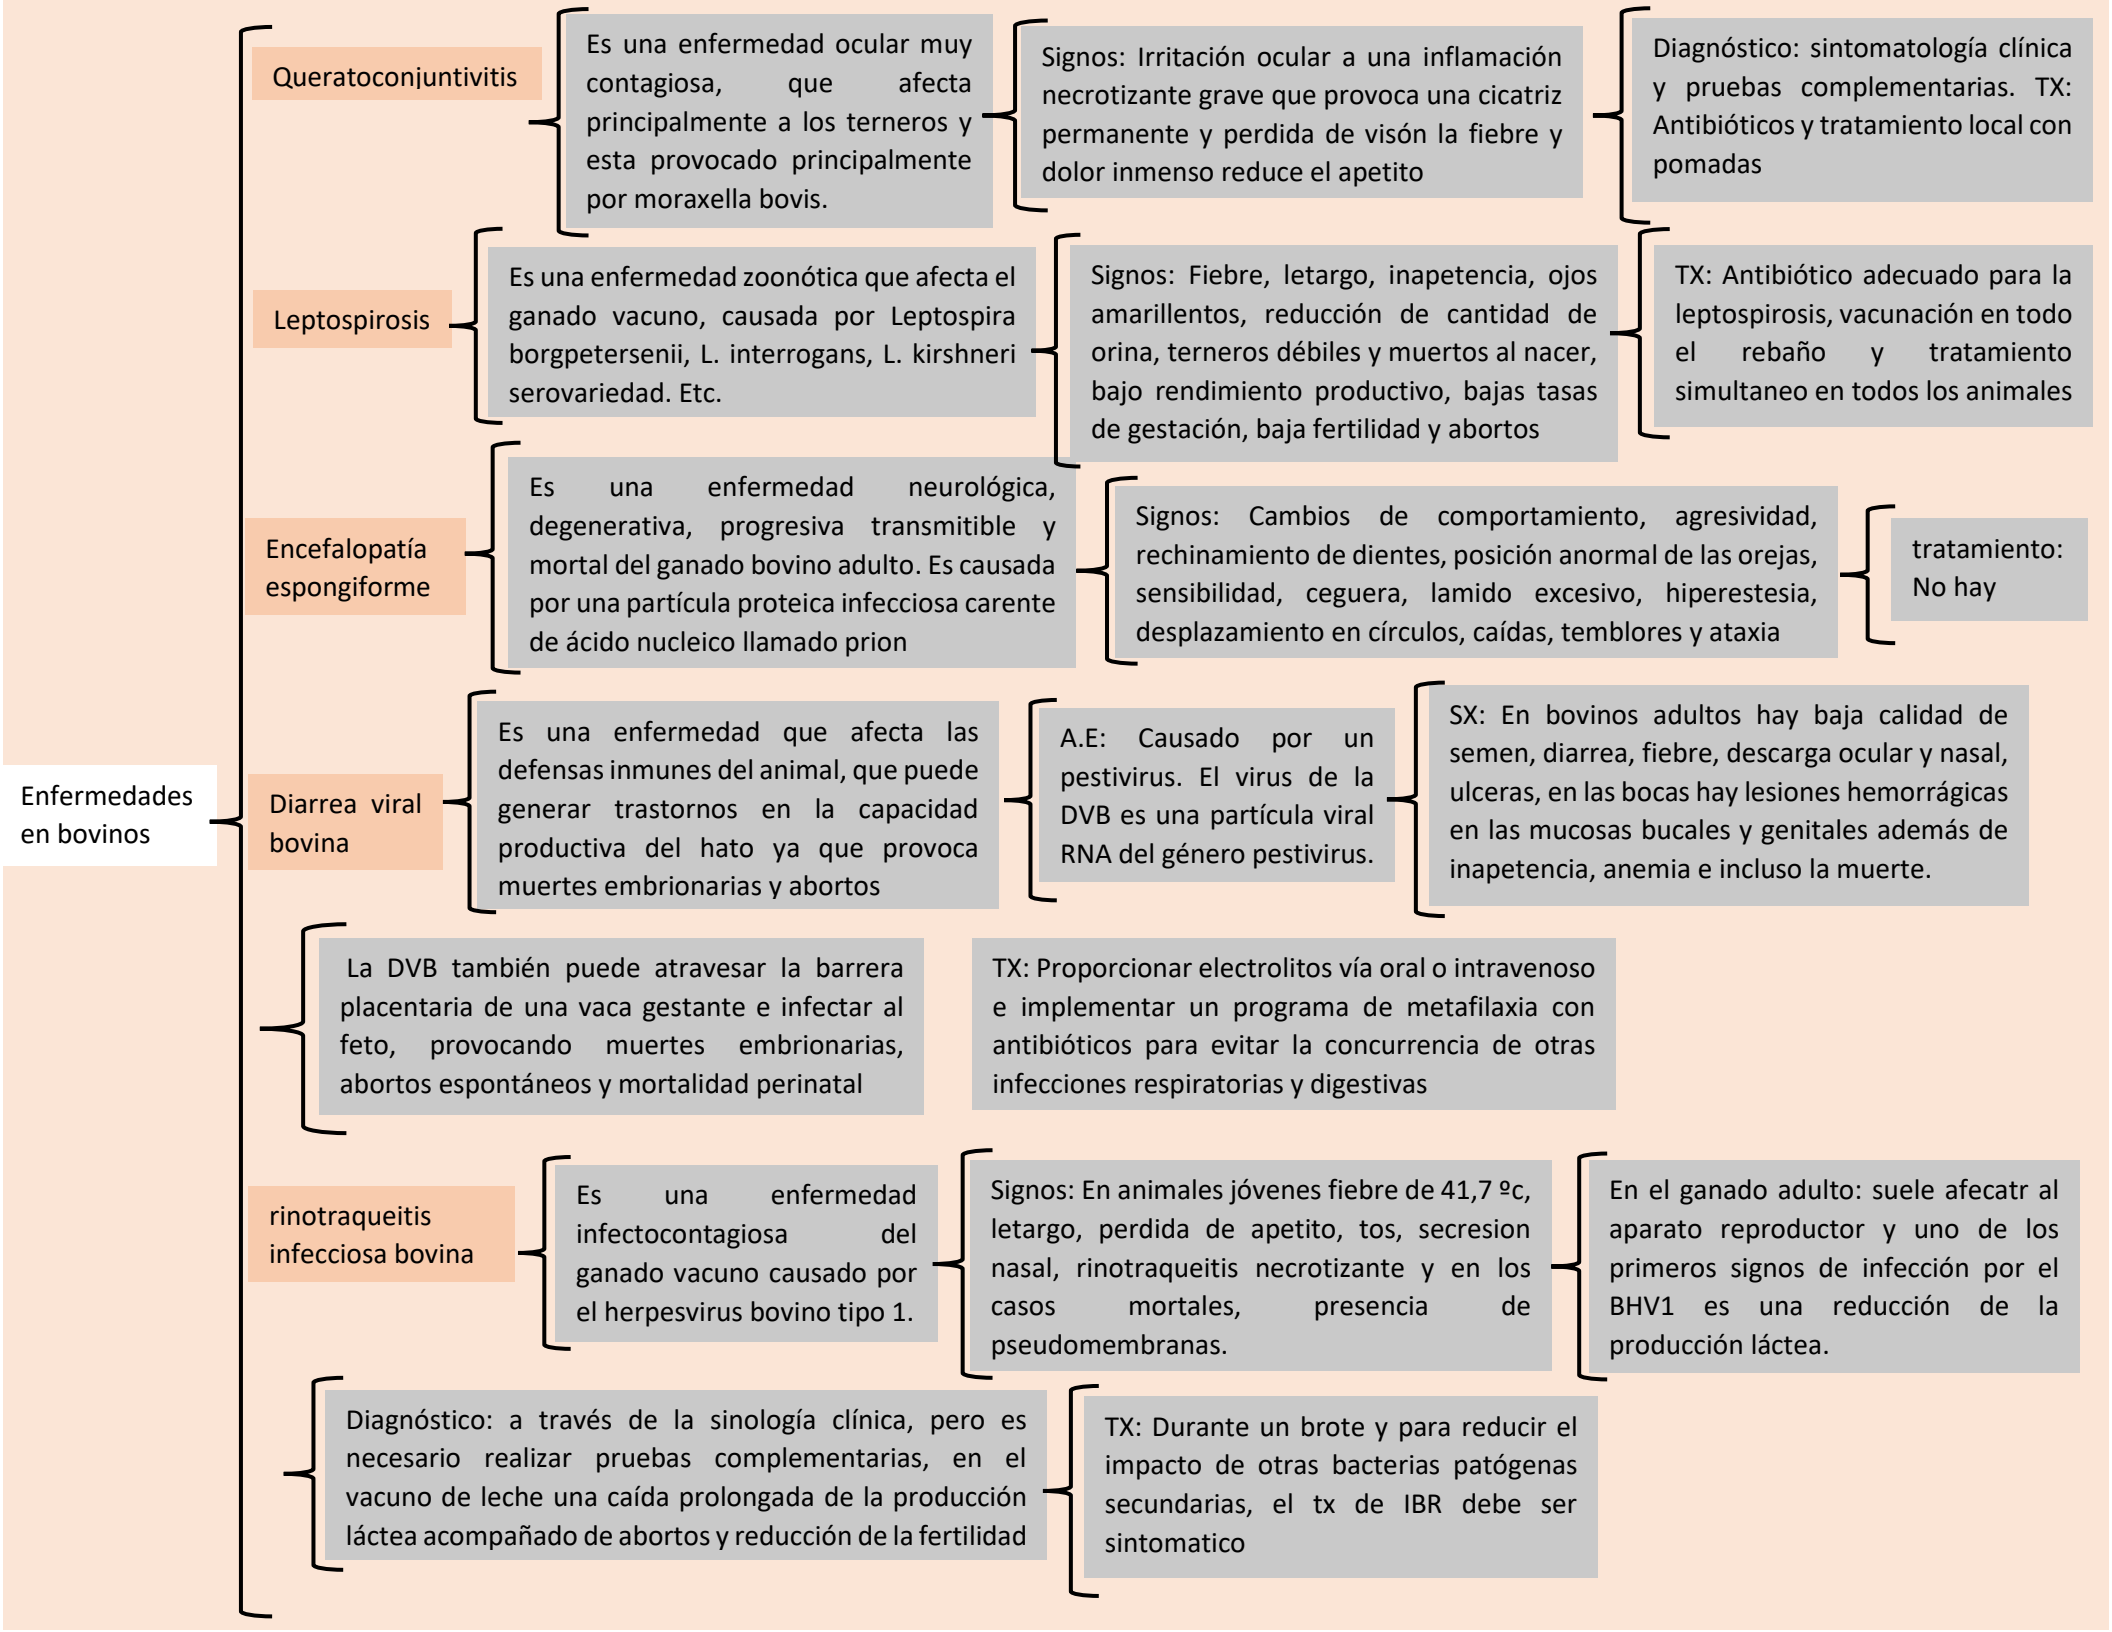 Enfermedades
en bovinos
Queratoconjuntivitis
Es una enfermedad ocular muy
contagiosa, que afecta
principalmente a los terneros y
esta provocado principalmente
por moraxella bovis.
Signos: Irritación ocular a una inflamación
necrotizante grave que provoca una cicatriz
permanente y perdida de visón la fiebre y
dolor inmenso reduce el apetito
Diagnóstico: sintomatología clínica
y pruebas complementarias. TX:
Antibióticos y tratamiento local con
pomadas
Leptospirosis
Es una enfermedad zoonótica que afecta el
ganado vacuno, causada por Leptospira
borgpetersenii, L. interrogans, L. kirshneri
serovariedad. Etc.
Signos: Fiebre, letargo, inapetencia, ojos
amarillentos, reducción de cantidad de
orina, terneros débiles y muertos al nacer,
bajo rendimiento productivo, bajas tasas
de gestación, baja fertilidad y abortos
TX: Antibiótico adecuado para la
leptospirosis, vacunación en todo
el rebaño y tratamiento
simultaneo en todos los animales
Encefalopatía
espongiforme
Es una enfermedad neurológica,
degenerativa, progresiva transmitible y
mortal del ganado bovino adulto. Es causada
por una partícula proteica infecciosa carente
de ácido nucleico llamado prion
Signos: Cambios de comportamiento, agresividad,
rechinamiento de dientes, posición anormal de las orejas,
sensibilidad, ceguera, lamido excesivo, hiperestesia,
desplazamiento en círculos, caídas, temblores y ataxia
tratamiento:
No hay
Diarrea viral
bovina
Es una enfermedad que afecta las
defensas inmunes del animal, que puede
generar trastornos en la capacidad
productiva del hato ya que provoca
muertes embrionarias y abortos
A.E: Causado por un
pestivirus. El virus de la
DVB es una partícula viral
RNA del género pestivirus.
SX: En bovinos adultos hay baja calidad de
semen, diarrea, fiebre, descarga ocular y nasal,
ulceras, en las bocas hay lesiones hemorrágicas
en las mucosas bucales y genitales además de
inapetencia, anemia e incluso la muerte.
La DVB también puede atravesar la barrera
placentaria de una vaca gestante e infectar al
feto, provocando muertes embrionarias,
abortos espontáneos y mortalidad perinatal
TX: Proporcionar electrolitos vía oral o intravenoso
e implementar un programa de metafilaxia con
antibióticos para evitar la concurrencia de otras
infecciones respiratorias y digestivas
rinotraqueitis
infecciosa bovina
Es una enfermedad
infectocontagiosa del
ganado vacuno causado por
el herpesvirus bovino tipo 1.
Signos: En animales jóvenes fiebre de 41,7 ºc,
letargo, perdida de apetito, tos, secresion
nasal, rinotraqueitis necrotizante y en los
casos mortales, presencia de
pseudomembranas.
En el ganado adulto: suele afecatr al
aparato reproductor y uno de los
primeros signos de infección por el
BHV1 es una reducción de la
producción láctea.
Diagnóstico: a través de la sinología clínica, pero es
necesario realizar pruebas complementarias, en el
vacuno de leche una caída prolongada de la producción
láctea acompañado de abortos y reducción de la fertilidad
TX: Durante un brote y para reducir el
impacto de otras bacterias patógenas
secundarias, el tx de IBR debe ser
sintomatico